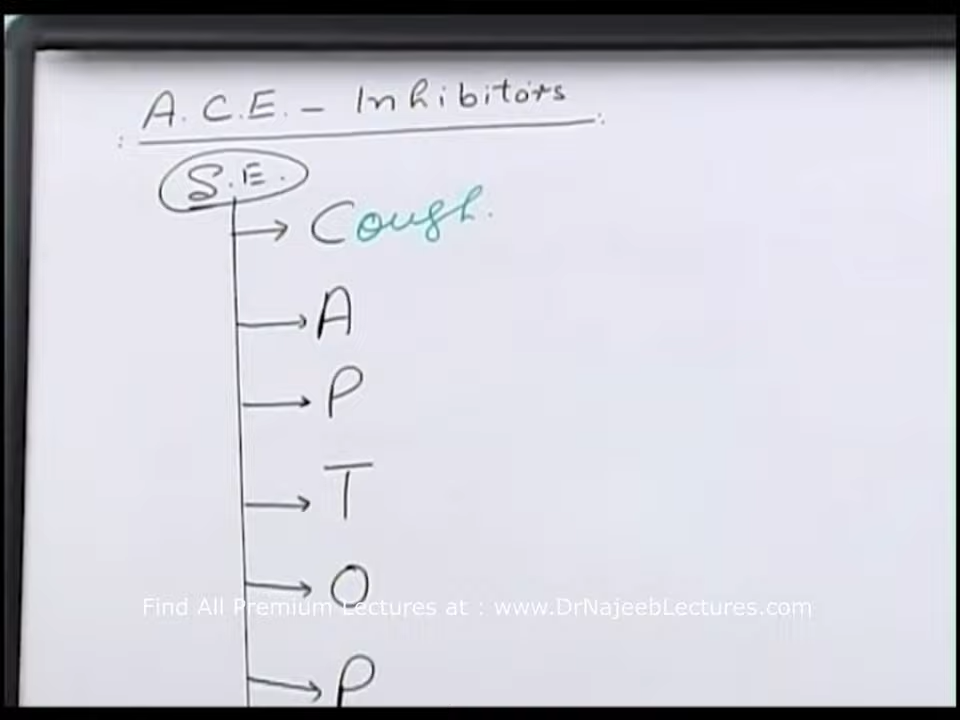 A.C.E. - Inhibitors
S.E.
Cough.
A
P
T
O
Find All Premium Lectures at : www.DrNajeebLectures.com
P